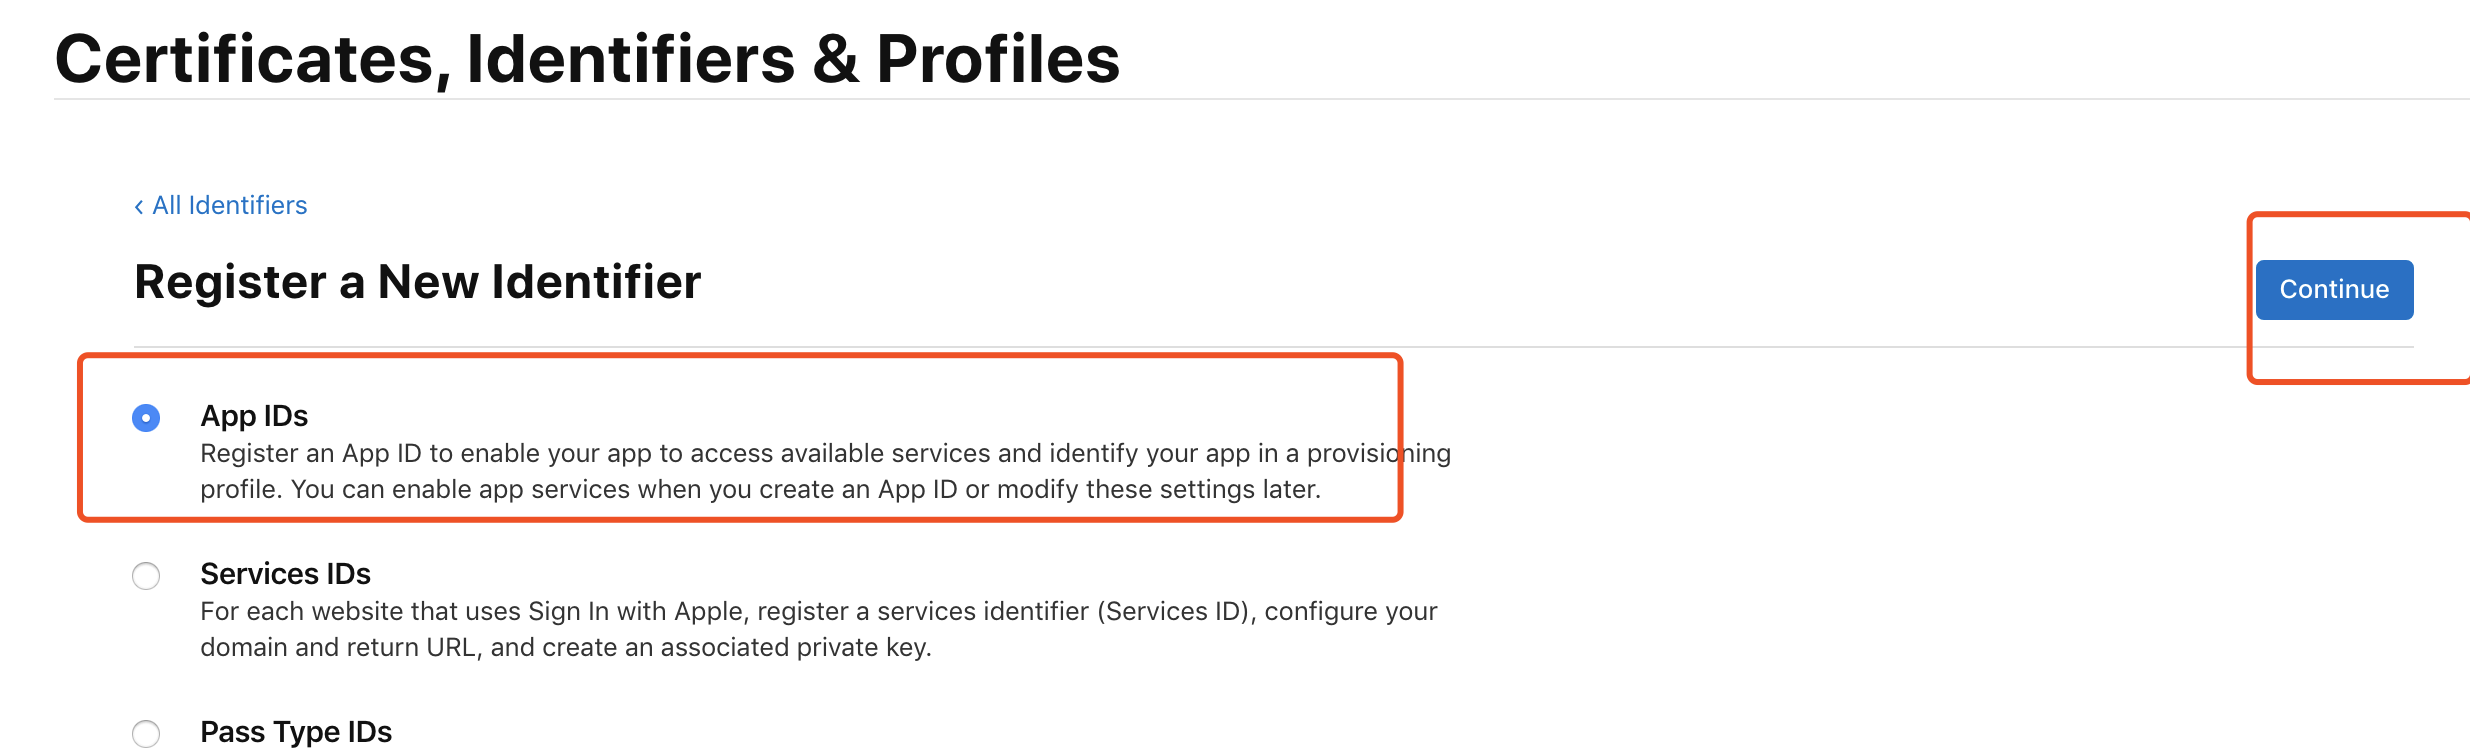 Certificates, Identifiers & Profiles
‹ All Identifiers
Register a New Identifier
Continue
App IDs
Register an App ID to enable your app to access available services and identify your app in a provisioning
profile. You can enable app services when you create an App ID or modify these settings later.
Services IDs
For each website that uses Sign In with Apple, register a services identifier (Services ID), configure your
domain and return URL, and create an associated private key.
Pass Type IDs